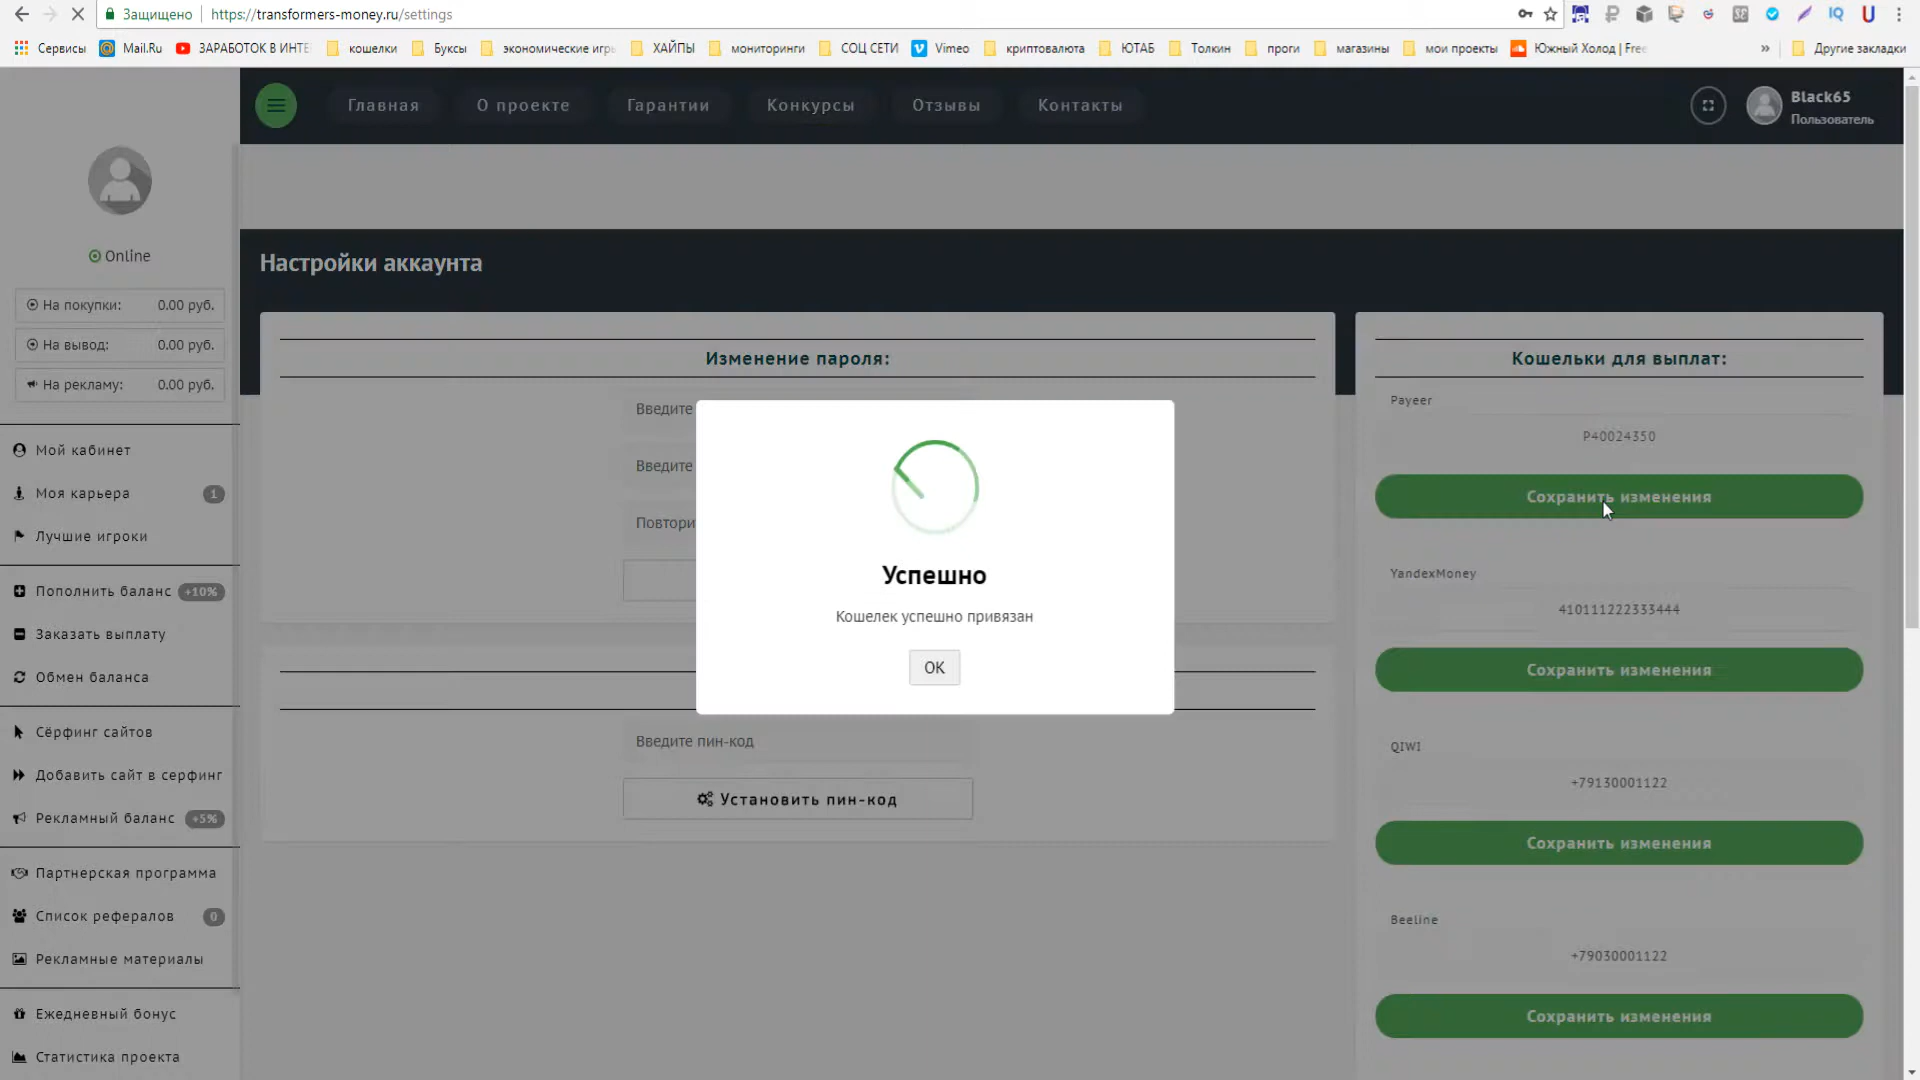 Защищено https://transformers-money.ru/settings
Сервисы Mail.Ru ЗАРАБОТОК В ИНТЕ кошелки Буксы экономические игры ХАЙПЫ мониторинги СОЦ СЕТИ Vimeo криптовалюта ЮТАБ Толкин проги магазины мои проекты Южный Холод | Free » Другие закладки
Главная О проекте Гарантии Конкурсы Отзывы Контакты
Black65
Пользователь
Online
На покупки: 0.00 руб.
На вывод: 0.00 руб.
На рекламу: 0.00 руб.
Мой кабинет
Моя карьера 1
Лучшие игроки
Пополнить баланс +10%
Заказать выплату
Обмен баланса
Сёрфинг сайтов
Добавить сайт в серфинг
Рекламный баланс +5%
Партнерская программа
Список рефералов 0
Рекламные материалы
Ежедневный бонус
Статистика проекта
Настройки аккаунта
Изменение пароля:
Введите
Введите
Повтори
Успешно
Кошелек успешно привязан
OK
Введите пин-код
Установить пин-код
Кошельки для выплат:
Payeer
P40024350
Сохранить изменения
YandexMoney
410111222333444
Сохранить изменения
QIWI
+79130001122
Сохранить изменения
Beeline
+79030001122
Сохранить изменения